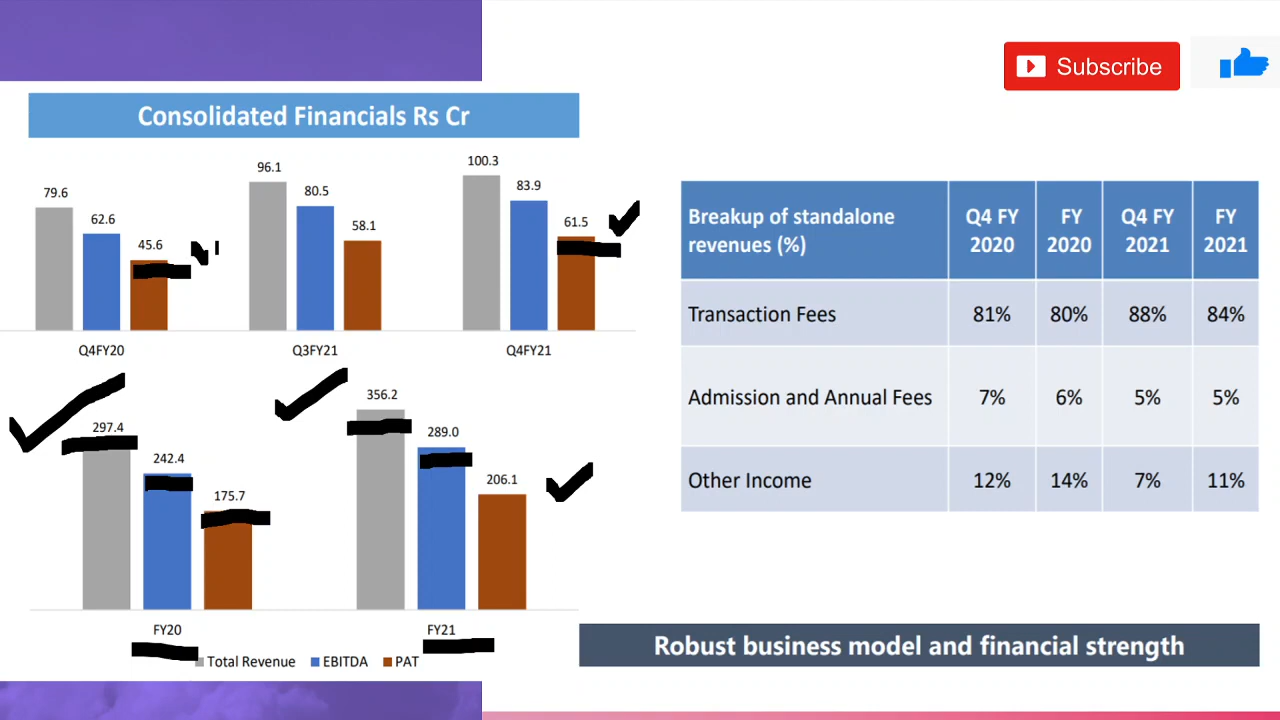 Subscribe
Consolidated Financials Rs Cr
79.6
62.6
45.6
96.1
80.5
58.1
100.3
83.9
61.5
Q4FY20
Q3FY21
Q4FY21
297.4
242.4
175.7
356.2
289.0
206.1
FY20
FY21
Total Revenue EBITDA PAT
Breakup of standalone revenues (%) Q4 FY 2020 FY 2020 Q4 FY 2021 FY 2021
Transaction Fees 81% 80% 88% 84%
Admission and Annual Fees 7% 6% 5% 5%
Other Income 12% 14% 7% 11%
Robust business model and financial strength